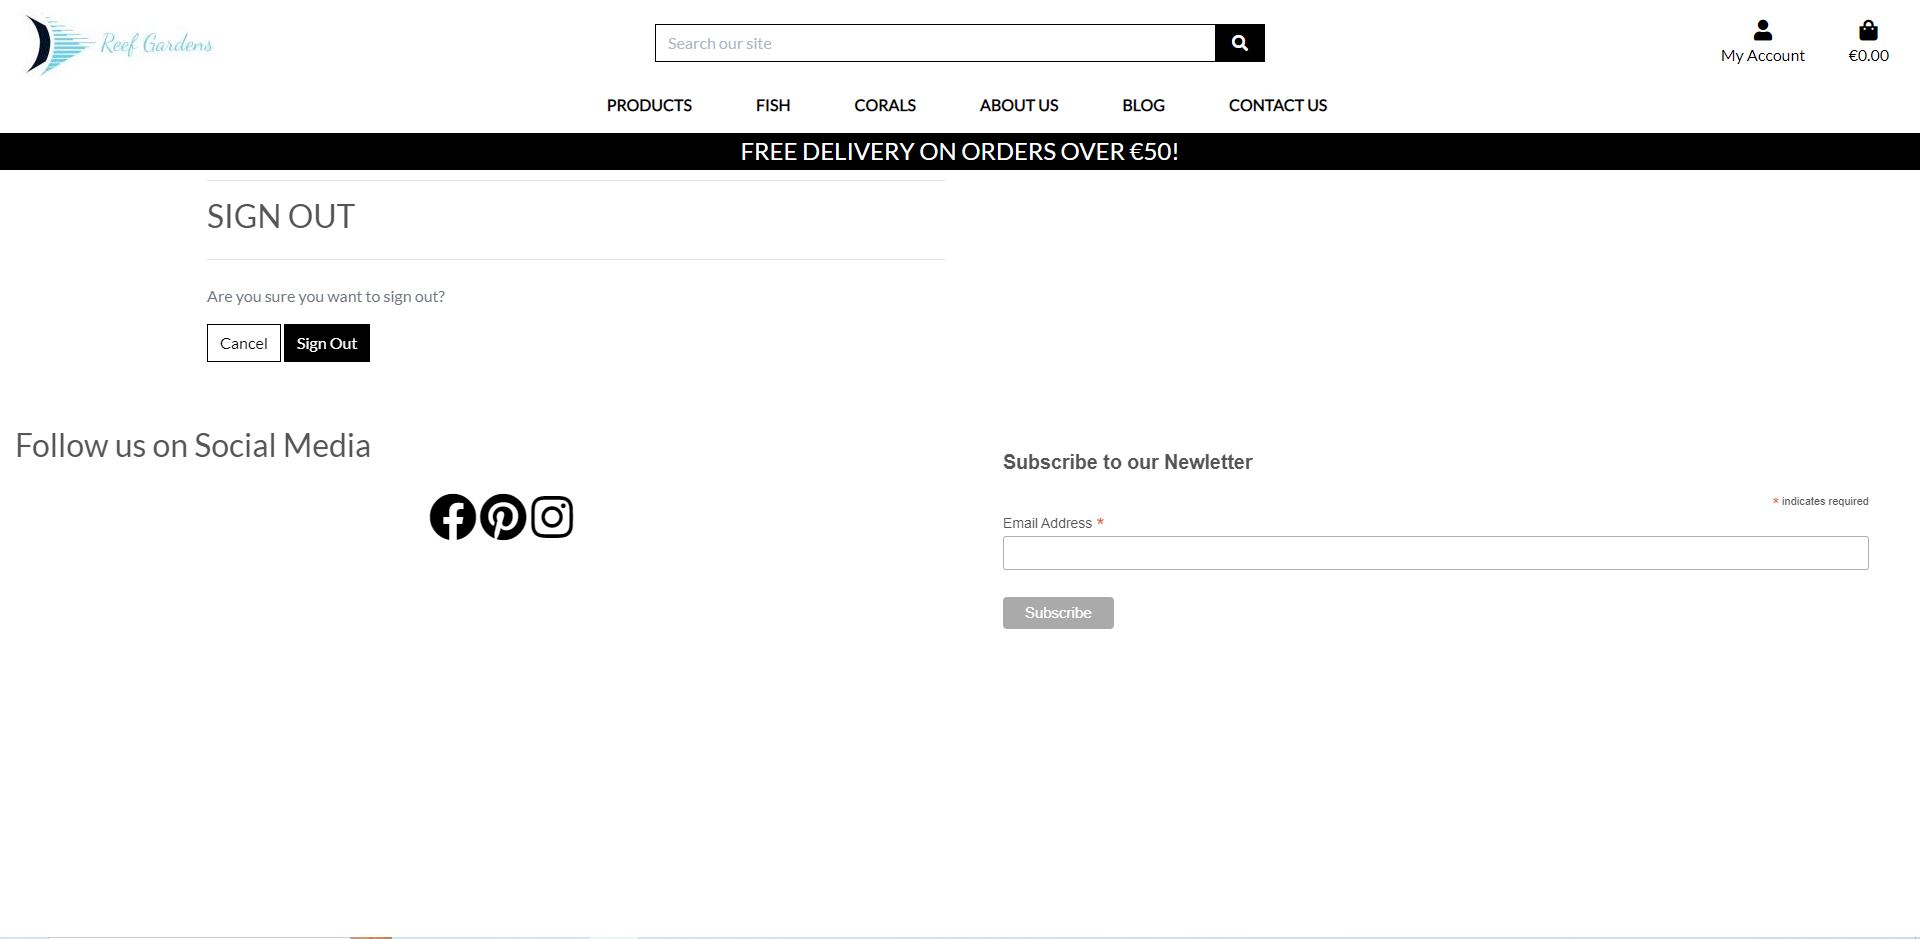 Reef Gardens
Search our site
My Account
€0.00
PRODUCTS FISH CORALS ABOUT US BLOG CONTACT US
FREE DELIVERY ON ORDERS OVER €50!
SIGN OUT
Are you sure you want to sign out?
Cancel Sign Out
Follow us on Social Media
Subscribe to our Newletter
* indicates required
Email Address *
Subscribe